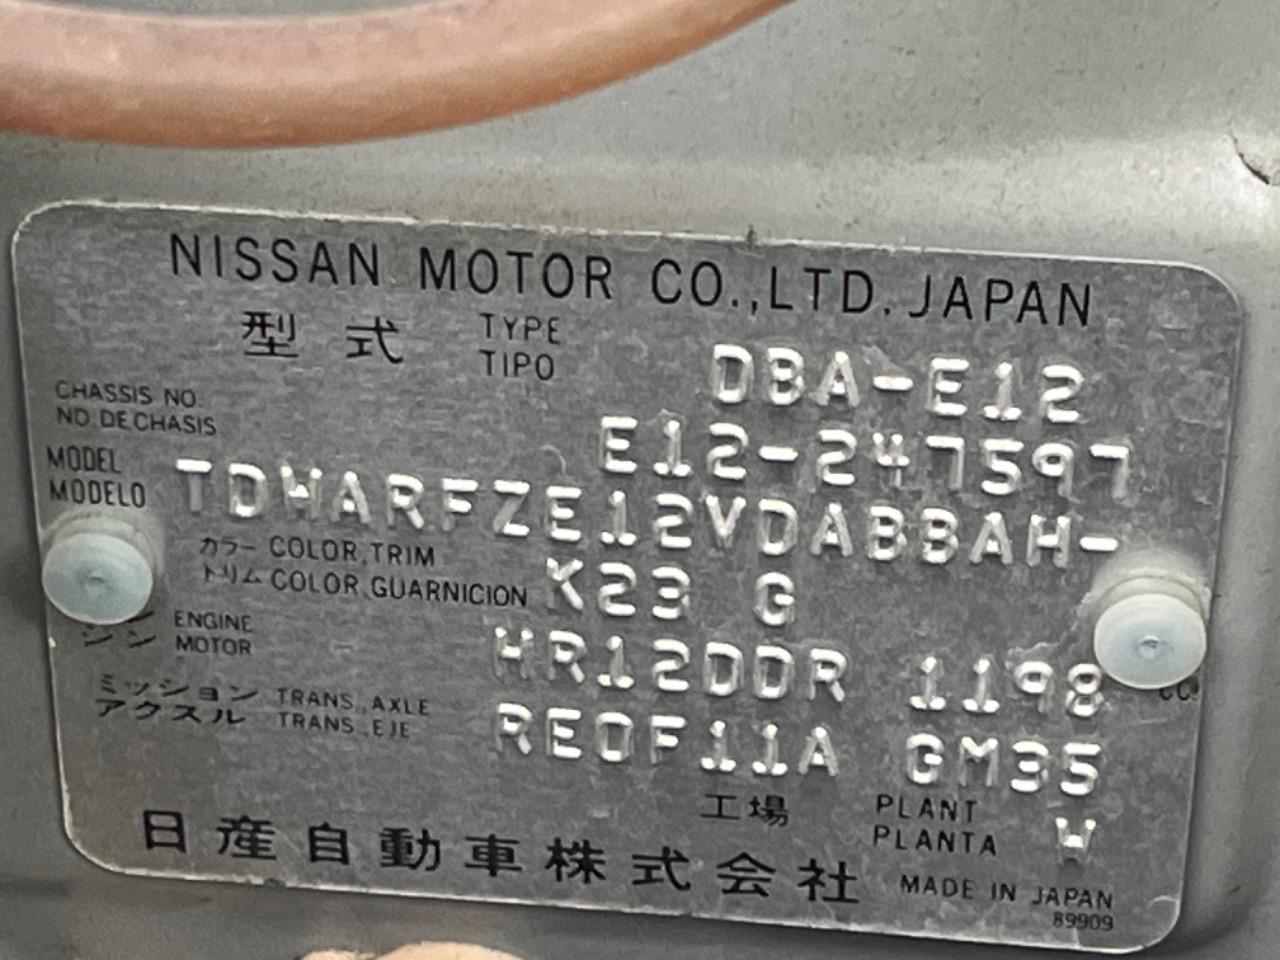 NISSAN MOTOR CO.,LTD. JAPAN
型式 TYPE TIPO DBA-E12
CHASSIS NO.
NO. DE CHASIS E12-247597
MODEL
MODELO TDWARFZE12VDABBAH-
カラー COLOR,TRIM
トリム COLOR,GUARNICION K23 G
ENGINE
シン MOTOR HR12DDR 1198 CC
ミッション TRANS.,AXLE
アクスル TRANS.,EJE RE0F11A GM35
工場 PLANT
PLANTA W
日産自動車株式会社 MADE IN JAPAN
89909